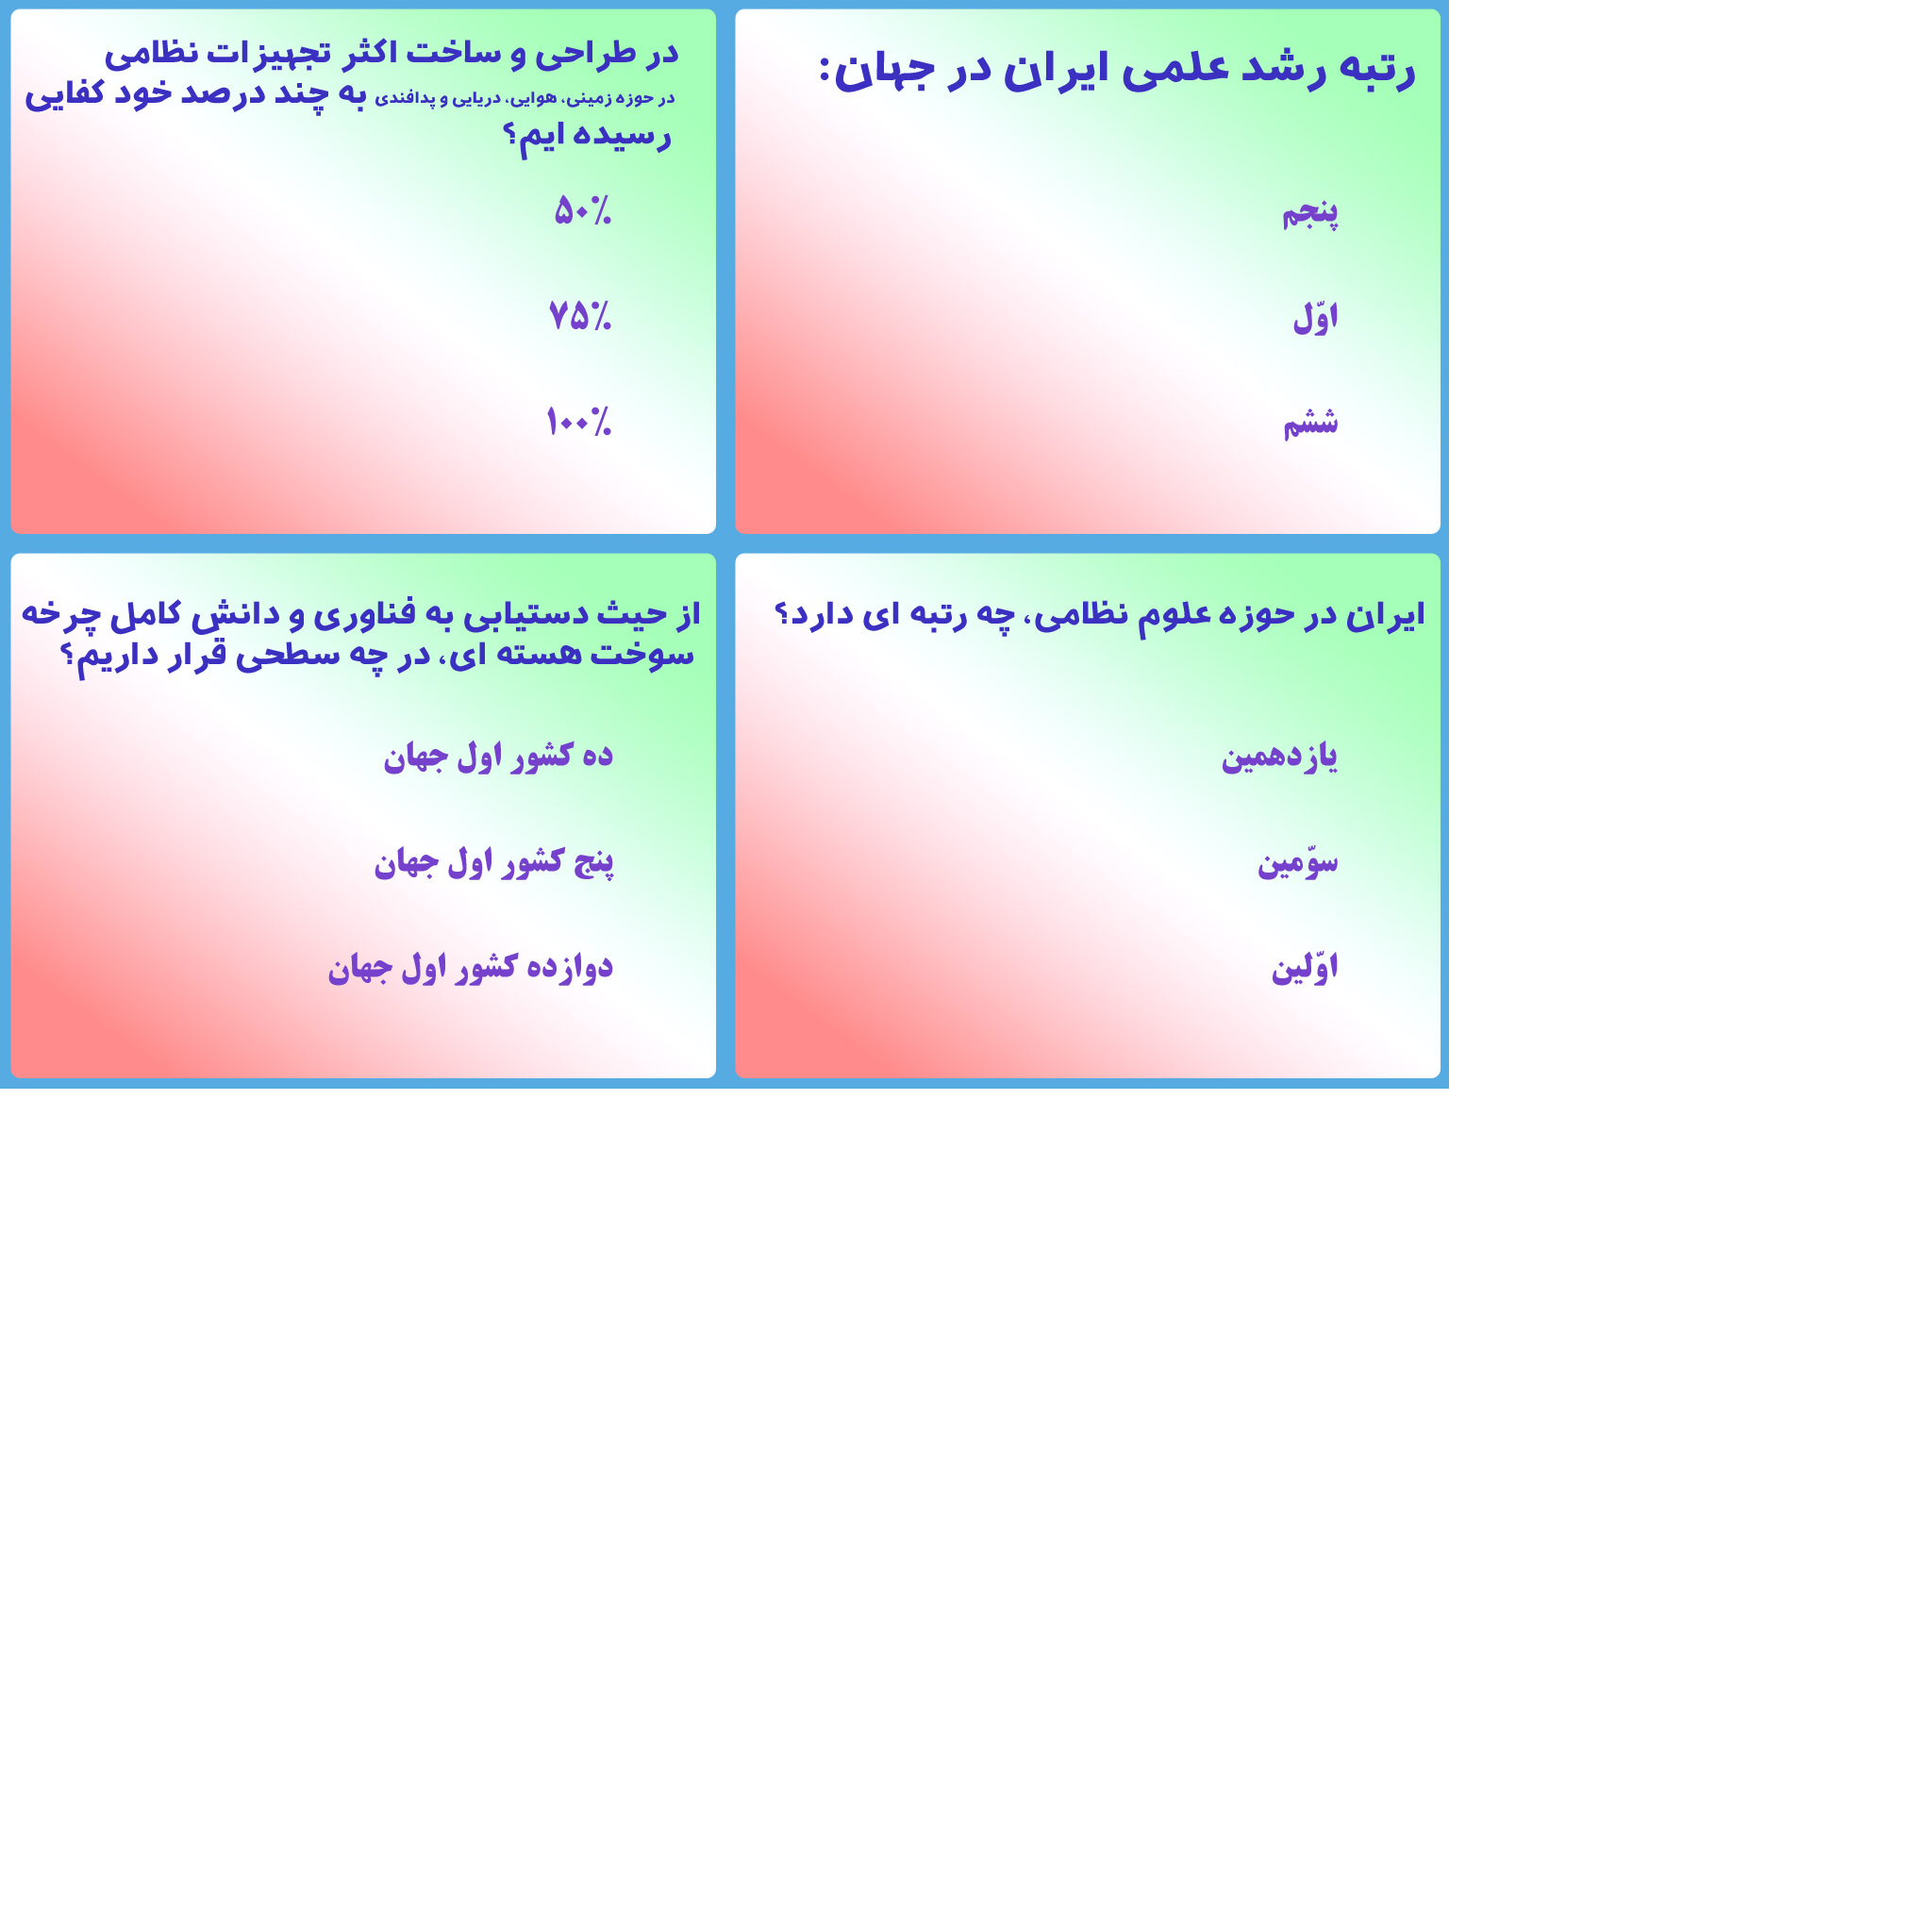 رتبه رشد علمی ایران در جهان:
پنجم
اوّل
ششم
در طراحی و ساخت اکثر تجهیزات نظامی
در حوزه زمینی، هوایی، دریایی و پدافندی به چند درصد خود کفایی
رسیده ایم؟
۵۰٪
۷۵٪
۱۰۰٪
ایران در حوزه علوم نظامی، چه رتبه ای دارد؟
یازدهمین
سوّمین
اوّلین
از حیث دستیابی به فناوری و دانش کامل چرخه
سوخت هسته ای، در چه سطحی قرار داریم؟
ده کشور اول جهان
پنج کشور اول جهان
دوازده کشور اول جهان